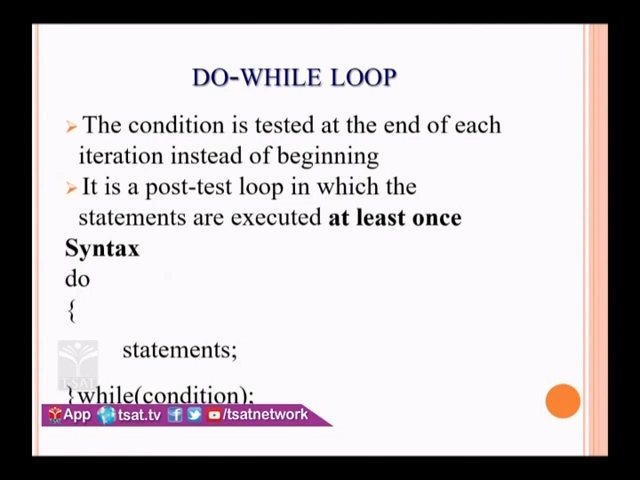 DO-WHILE LOOP
The condition is tested at the end of each
iteration instead of beginning
It is a post-test loop in which the
statements are executed at least once
Syntax
do
{
statements;
}while(condition);
TSAT
App tsat.tv /tsatnetwork